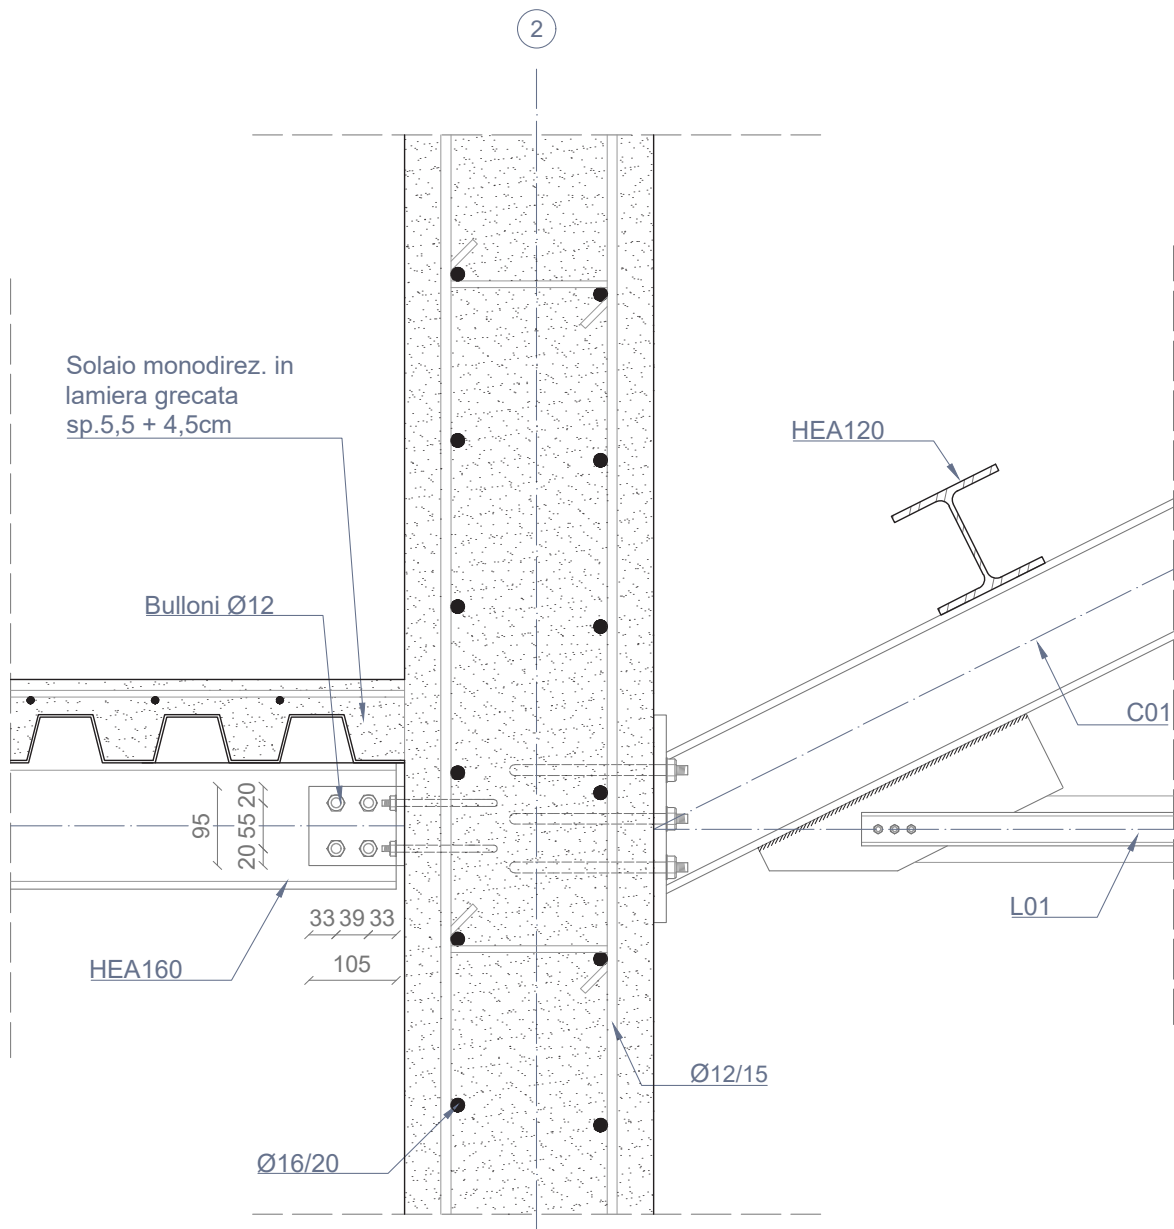 2
Solaio monodirez. in
lamiera grecata
sp.5,5 + 4,5cm
HEA120
Bulloni Ø12
C01
95
20 55 20
L01
33 39 33
105
HEA160
Ø12/15
Ø16/20